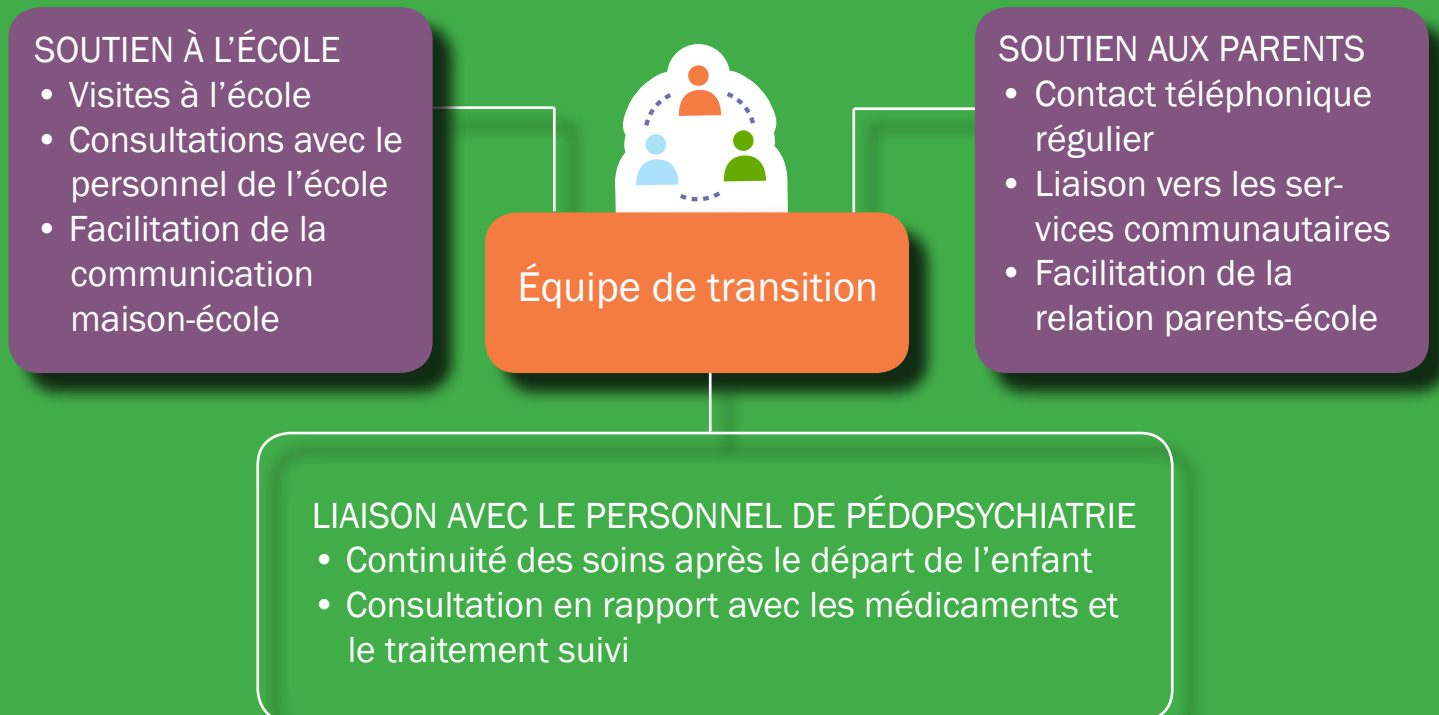 SOUTIEN À L’ÉCOLE
• Visites à l’école
• Consultations avec le
personnel de l’école
• Facilitation de la
communication
maison-école
Équipe de transition
SOUTIEN AUX PARENTS
• Contact téléphonique
régulier
• Liaison vers les ser-
vices communautaires
• Facilitation de la
relation parents-école
LIAISON AVEC LE PERSONNEL DE PÉDOPSYCHIATRIE
• Continuité des soins après le départ de l’enfant
• Consultation en rapport avec les médicaments et
le traitement suivi